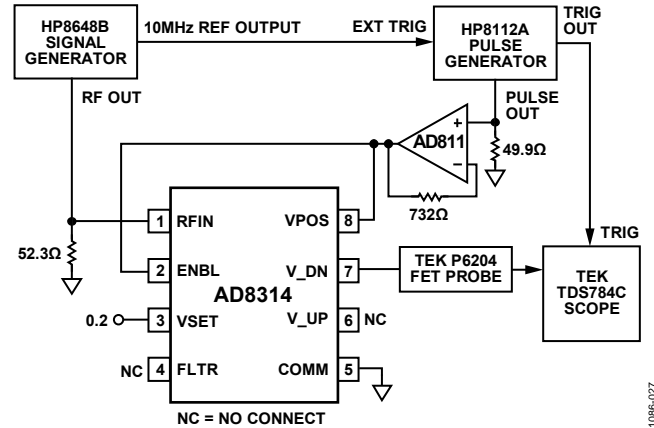 HP8648B
SIGNAL
GENERATOR
10MHz REF OUTPUT
EXT TRIG
HP8112A
PULSE
GENERATOR
TRIG
OUT
RF OUT
PULSE
OUT
+
AD811
–
49.9Ω
732Ω
52.3Ω
1 RFIN
VPOS 8
2 ENBL
V_DN 7
AD8314
0.2
3 VSET
V_UP 6 NC
NC 4 FLTR
COMM 5
TEK P6204
FET PROBE
TRIG
TEK
TDS784C
SCOPE
NC = NO CONNECT
1086-027